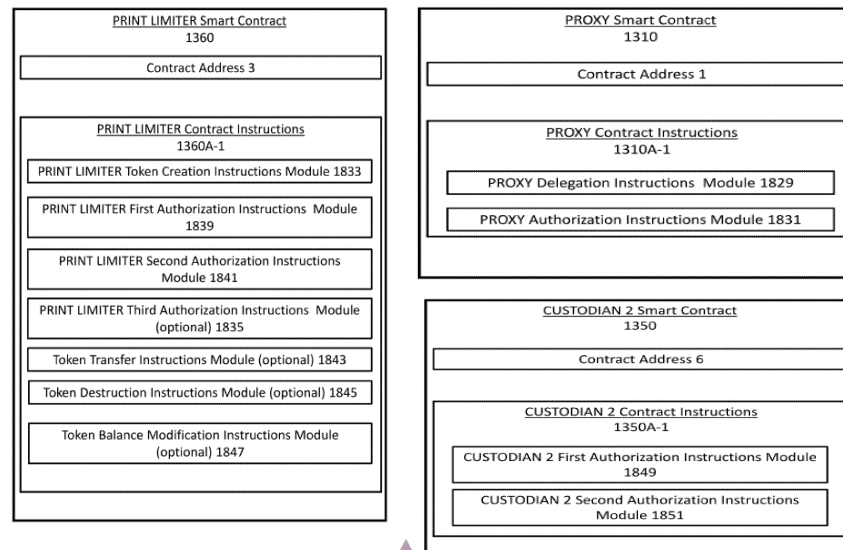 PRINT LIMITER Smart Contract
1360
Contract Address 3
PRINT LIMITER Contract Instructions
1360A-1
PRINT LIMITER Token Creation Instructions Module 1833
PRINT LIMITER First Authorization Instructions Module
1839
PRINT LIMITER Second Authorization Instructions
Module 1841
PRINT LIMITER Third Authorization Instructions Module
(optional) 1835
Token Transfer Instructions Module (optional) 1843
Token Destruction Instructions Module (optional) 1845
Token Balance Modification Instructions Module
(optional) 1847
PROXY Smart Contract
1310
Contract Address 1
PROXY Contract Instructions
1310A-1
PROXY Delegation Instructions Module 1829
PROXY Authorization Instructions Module 1831
CUSTODIAN 2 Smart Contract
1350
Contract Address 6
CUSTODIAN 2 Contract Instructions
1350A-1
CUSTODIAN 2 First Authorization Instructions Module
1849
CUSTODIAN 2 Second Authorization Instructions
Module 1851